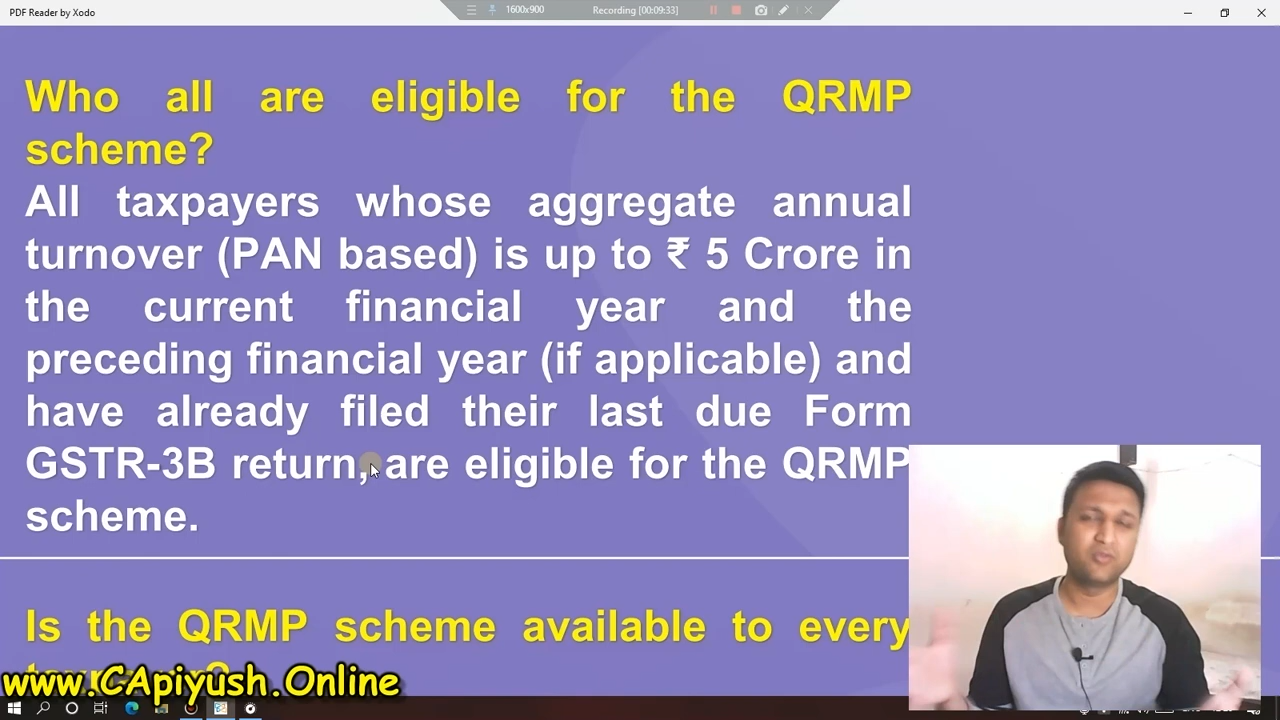 PDF Reader by Xodo
1600x900
Recording [00:09:33]
Who all are eligible for the QRMP
scheme?
All taxpayers whose aggregate annual
turnover (PAN based) is up to ₹ 5 Crore in
the current financial year and the
preceding financial year (if applicable) and
have already filed their last due Form
GSTR-3B return, are eligible for the QRMP
scheme.
Is the QRMP scheme available to every
www.CApiyush.Online